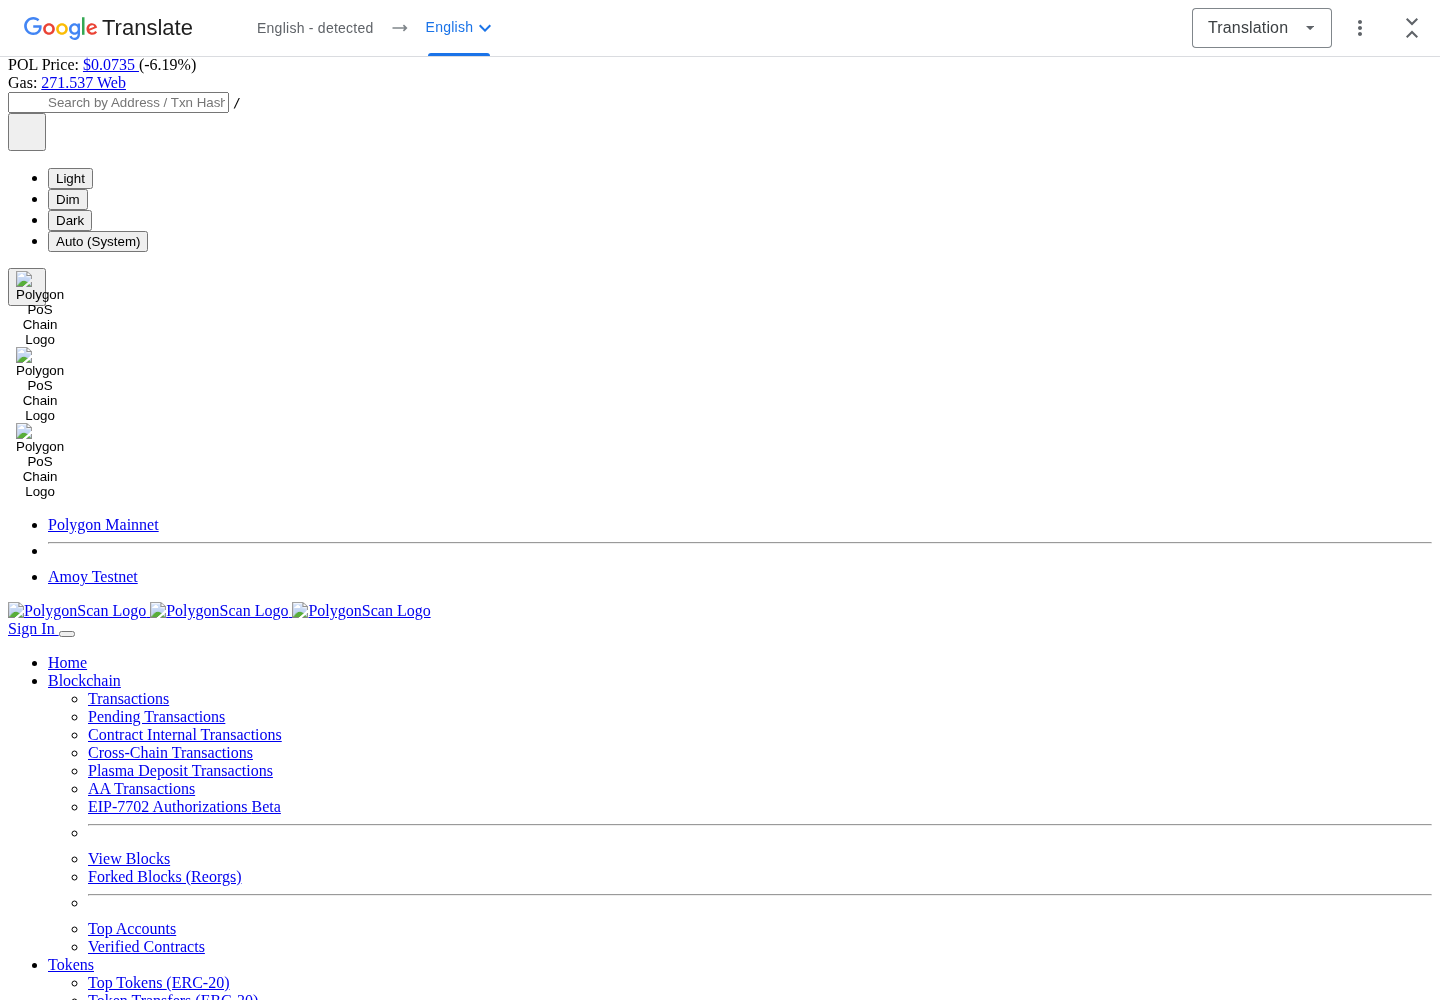 Google Translate
English - detected
English
Translation
POL Price: $0.0735 (-6.19%)
Gas: 271.537 Web
Search by Address / Txn Hash /
Light
Dim
Dark
Auto (System)
Polygon
PoS
Chain
Logo
Polygon
PoS
Chain
Logo
Polygon
PoS
Chain
Logo
Polygon Mainnet
Amoy Testnet
PolygonScan Logo PolygonScan Logo PolygonScan Logo
Sign In
Home
Blockchain
Transactions
Pending Transactions
Contract Internal Transactions
Cross-Chain Transactions
Plasma Deposit Transactions
AA Transactions
EIP-7702 Authorizations Beta
View Blocks
Forked Blocks (Reorgs)
Top Accounts
Verified Contracts
Tokens
Top Tokens (ERC-20)
Token Transfers (ERC-20)